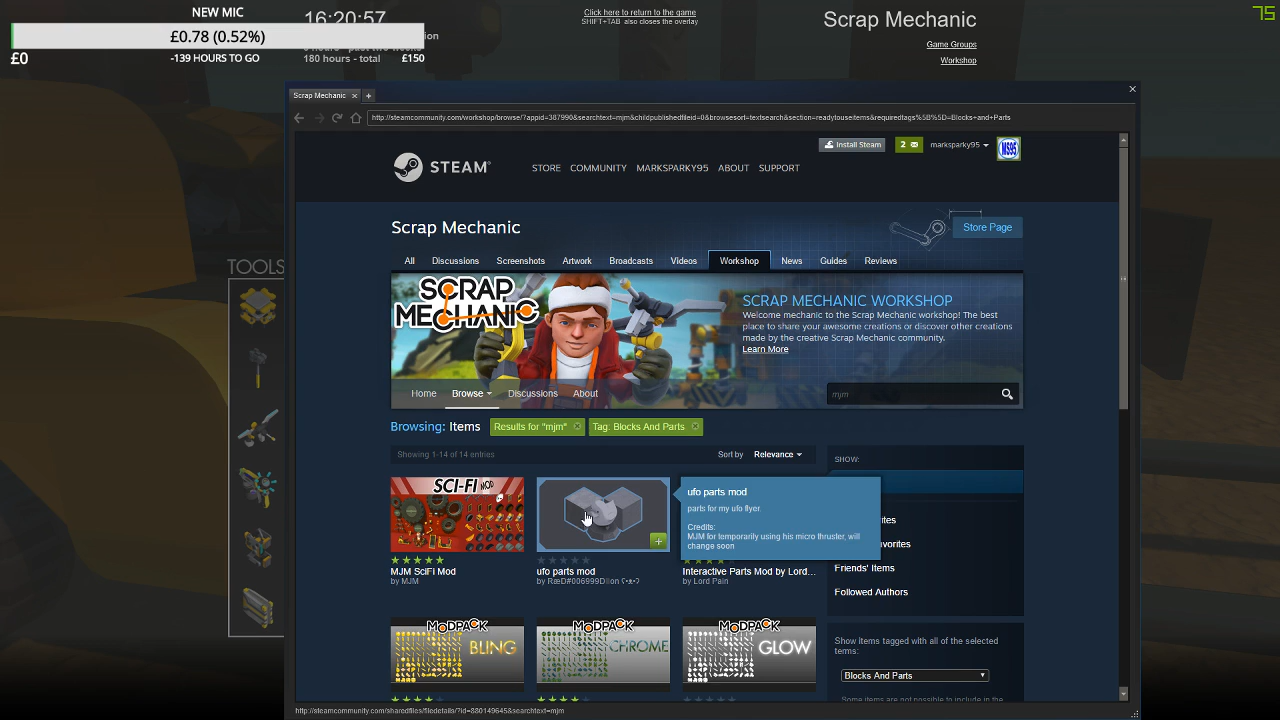 NEW MIC
£0.78 (0.52%)
£0
-139 HOURS TO GO
£150
16:20:57
180 hours - total
Click here to return to the game
SHIFT+TAB also closes the overlay
Scrap Mechanic
Game Groups
Workshop
75
Scrap Mechanic
http://steamcommunity.com/workshop/browse/?appid=387990&searchtext=mjm&childpublishedfileid=0&browsesort=textsearch&section=readytouseitems&requiredtags%5B%5D=Blocks+and+Parts
Install Steam
2
marksparky95
MS95
STEAM®
STORE COMMUNITY MARKSPARKY95 ABOUT SUPPORT
Scrap Mechanic
Store Page
All Discussions Screenshots Artwork Broadcasts Videos Workshop News Guides Reviews
SCRAP
MECHANIC
SCRAP MECHANIC WORKSHOP
Welcome mechanic to the Scrap Mechanic workshop! The best
place to share your awesome creations or discover other creations
made by the creative Scrap Mechanic community.
Learn More
Home Browse Discussions About
mjm
Browsing: Items Results for "mjm" Tag: Blocks And Parts
Showing 1-14 of 14 entries
Sort by Relevance
SHOW:
TOOLS
SCI-FI MOD
MJM SciFi Mod
by MJM
ufo parts mod
ufo parts mod
parts for my ufo flyer.
Credits:
MJM for temporarily using his micro thruster, will
change soon
Interactive Parts Mod by Lord...
by Lord Pain
Friends' Items
Followed Authors
MODPACK
BLING
MODPACK
CHROME
MODPACK
GLOW
Show items tagged with all of the selected
terms:
Blocks And Parts
Some items are not possible to include in the
http://steamcommunity.com/sharedfiles/filedetails/?id=880149645&searchtext=mjm